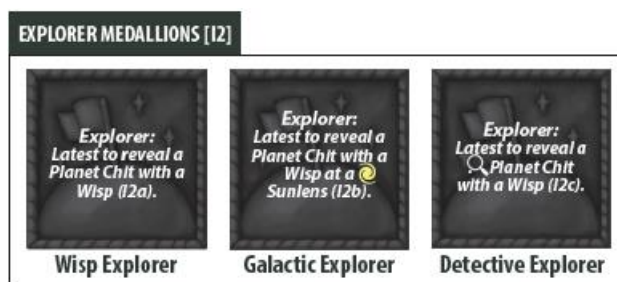 EXPLORER MEDALLIONS [I2]
Explorer:
Latest to reveal a
Planet Chit with a
Wisp (I2a).
Explorer:
Latest to reveal a
Planet Chit with a
Wisp at a
Sunlens (I2b).
Explorer:
Latest to reveal a
Planet Chit
with a Wisp (I2c).
Wisp Explorer
Galactic Explorer
Detective Explorer